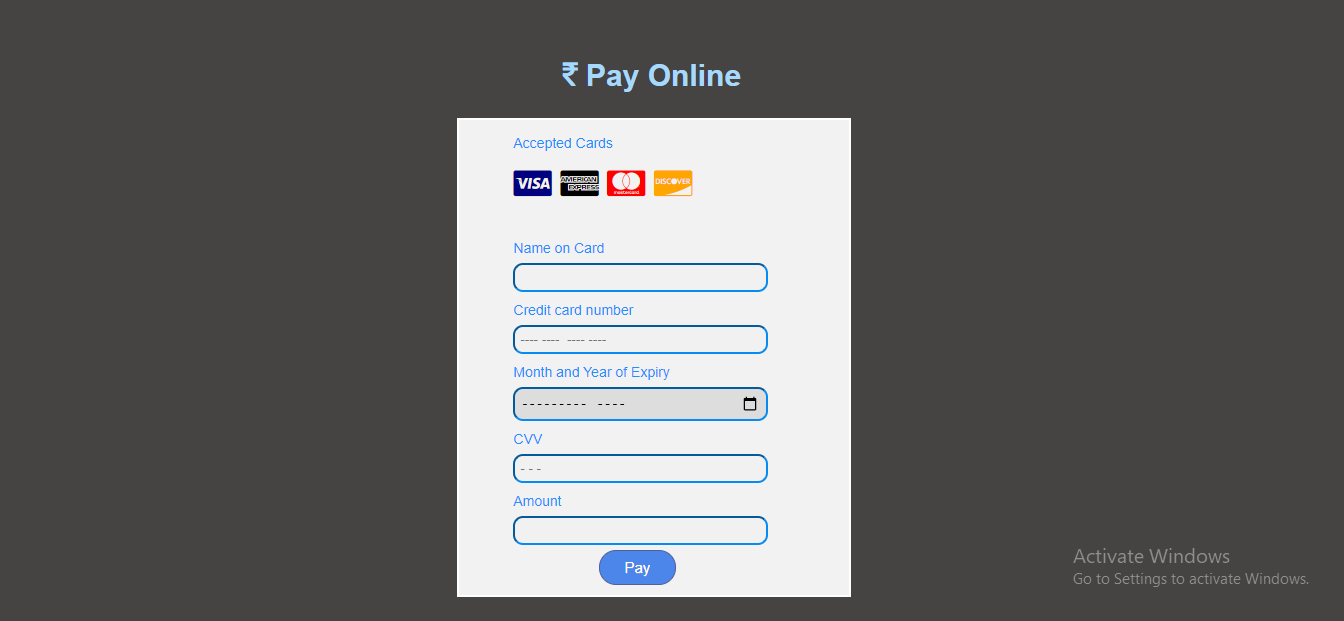 ₹ Pay Online
Accepted Cards
VISA AMERICAN EXPRESS mastercard DISCOVER
Name on Card
Credit card number
---- ---- ---- ----
Month and Year of Expiry
--------- ----
CVV
- - -
Amount
Pay
Activate Windows
Go to Settings to activate Windows.